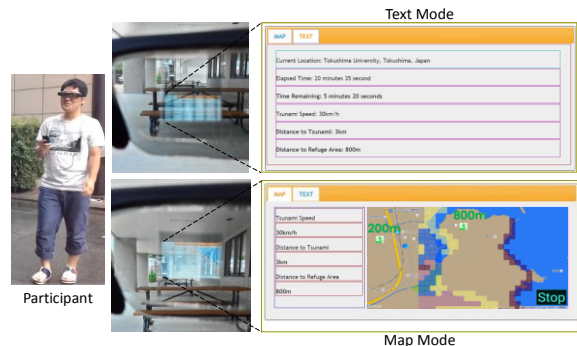 Text Mode
MAP TEXT
Current Location: Tokushima University, Tokushima, Japan
Elapsed Time: 20 minutes 35 second
Time Remaining: 5 minutes 20 seconds
Tsunami Speed: 30km/h
Distance to Tsunami: 3km
Distance to Refuge Area: 800m
Participant
MAP TEXT
Tsunami Speed
30km/h
Distance to Tsunami
3km
Distance to Refuge Area
800m
200m
800m
Stop
Map Mode